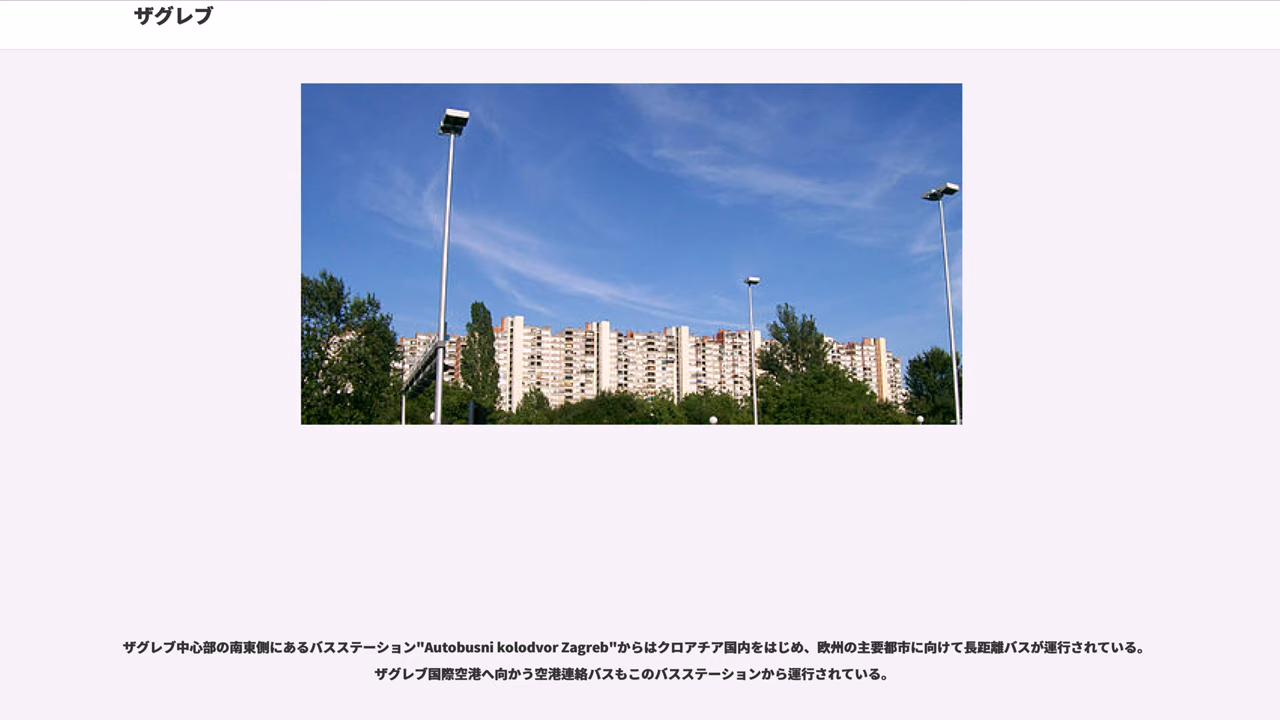 ザグレブ
ザグレブ中心部の南東側にあるバスステーション"Autobusni kolodvor Zagreb"からはクロアチア国内をはじめ、欧州の主要都市に向けて長距離バスが運行されている。
ザグレブ国際空港へ向かう空港連絡バスもこのバスステーションから運行されている。